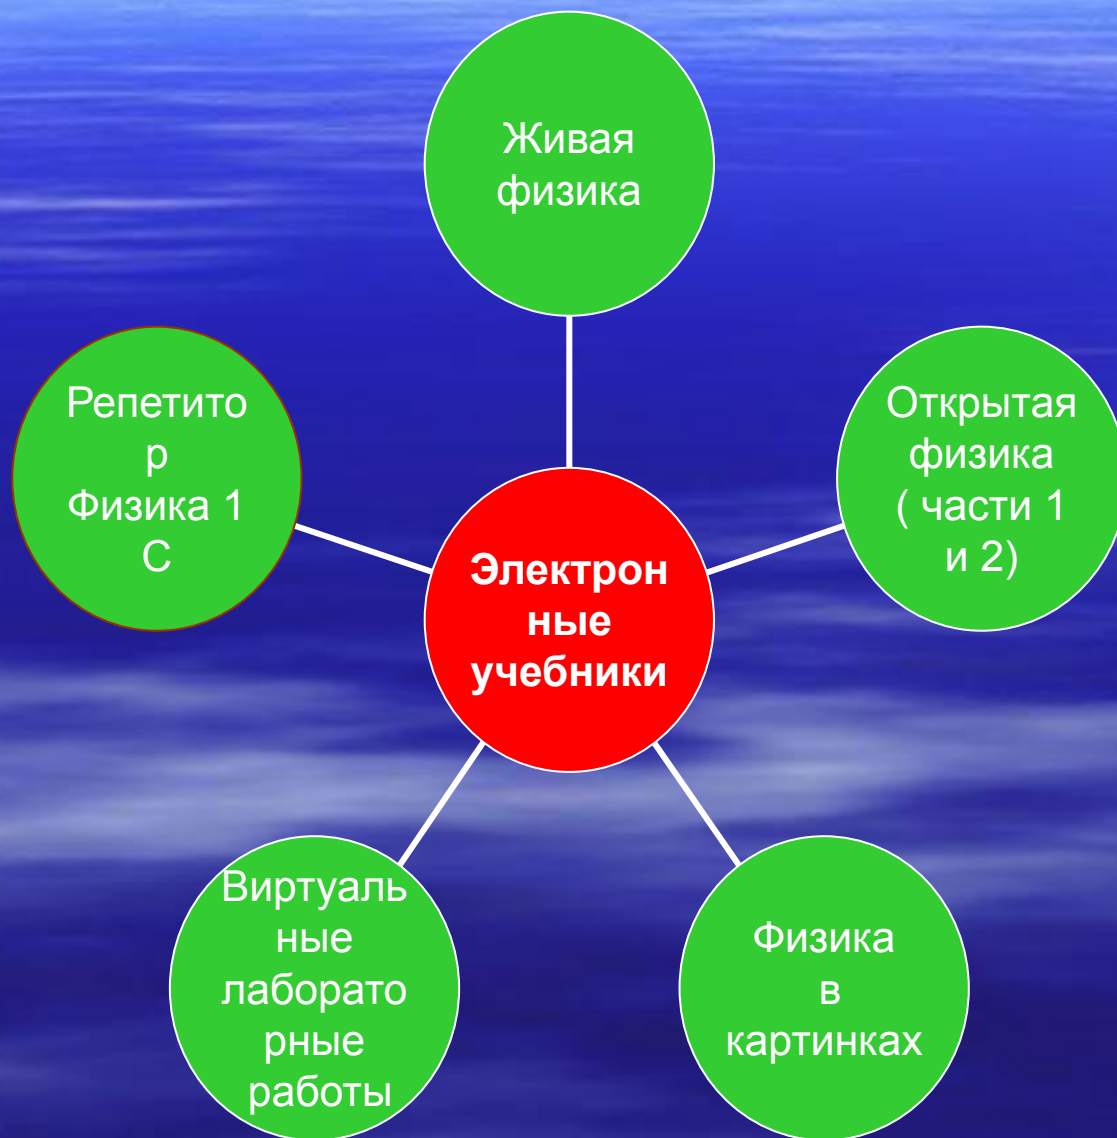 Живая
физика
Репетито
р
Физика 1
С
Открытая
физика
( части 1
и 2)
Электрон
ные
учебники
Виртуаль
ные
лаборато
рные
работы
Физика
в
картинках